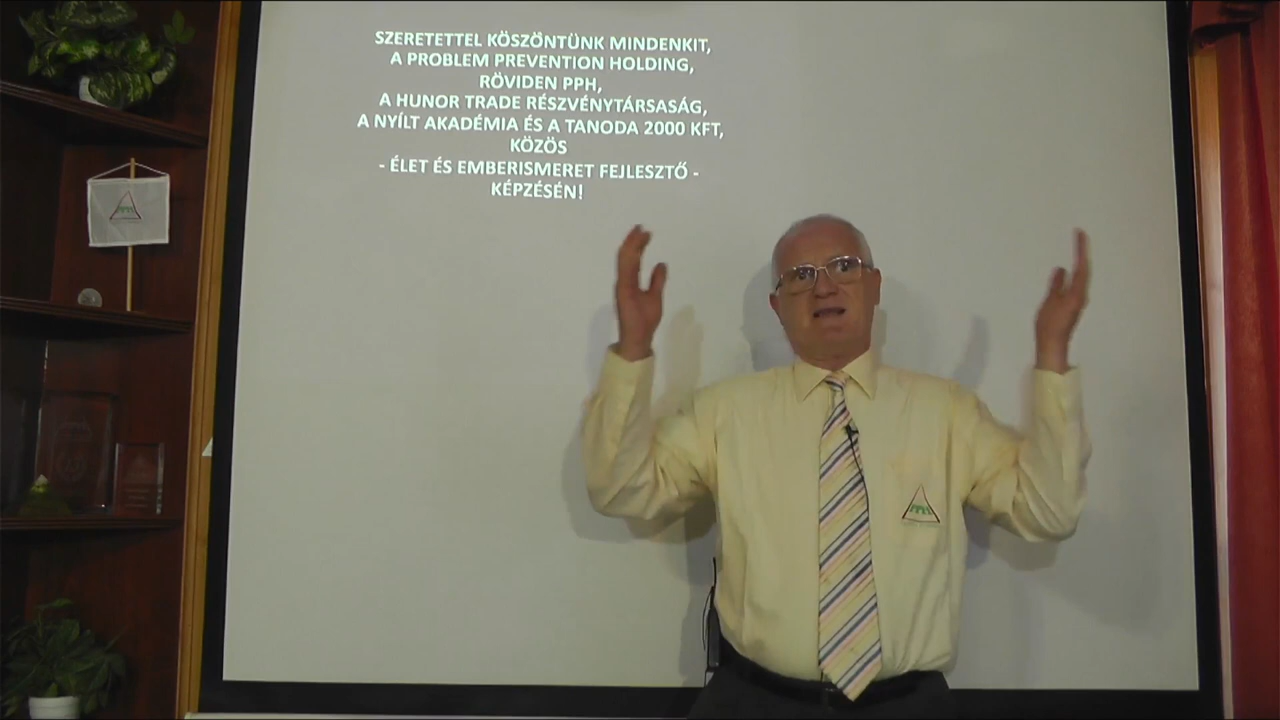 SZERETETTEL KÖSZÖNTÜNK MINDENKIT,
A PROBLEM PREVENTION HOLDING,
RÖVIDEN PPH,
A HUNOR TRADE RÉSZVÉNYTÁRSASÁG,
A NYÍLT AKADÉMIA ÉS A TANODA 2000 KFT,
KÖZÖS
- ÉLET ÉS EMBERISMERET FEJLESZTŐ -
KÉPZÉSÉN!